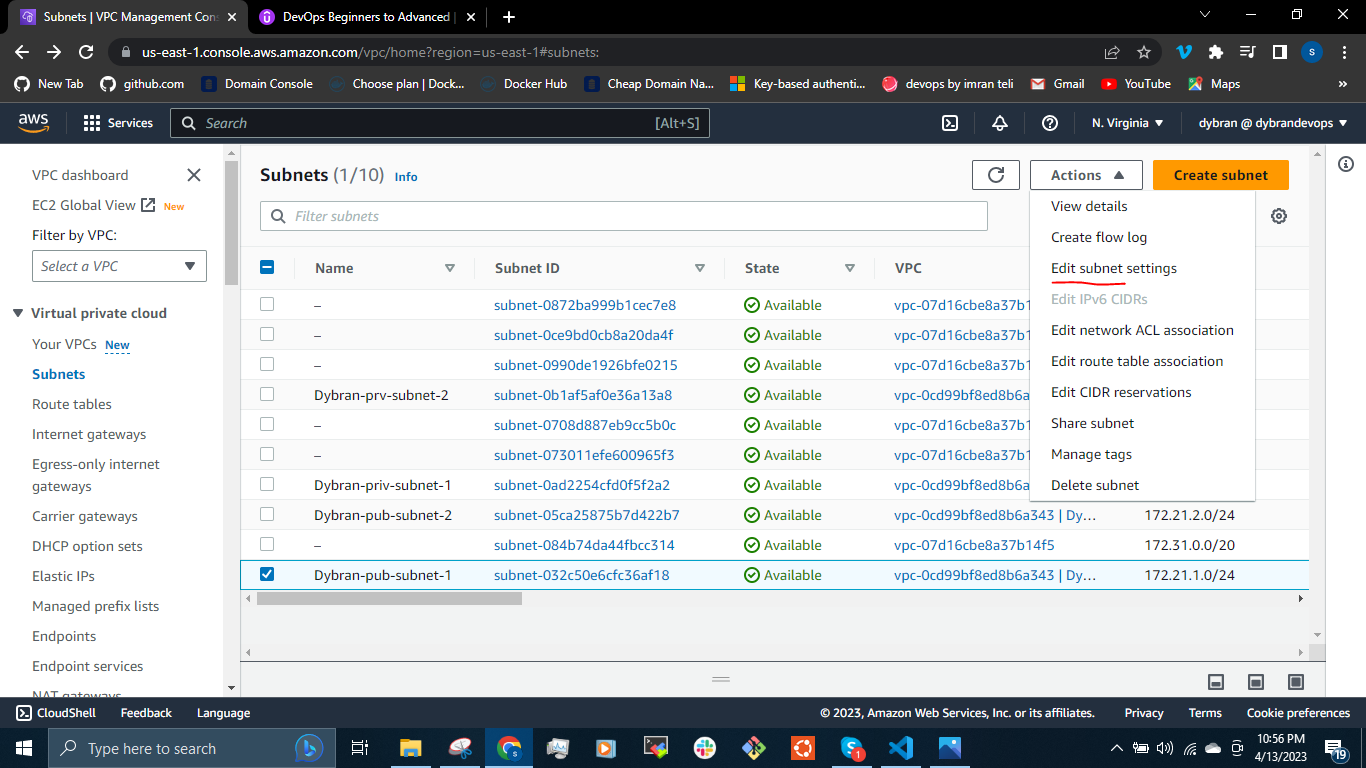 Subnets | VPC Management Con
DevOps Beginners to Advanced |
us-east-1.console.aws.amazon.com/vpc/home?region=us-east-1#subnets:
S
New Tab
github.com
Domain Console
Choose plan | Dock...
Docker Hub
Cheap Domain Na...
Key-based authenti...
devops by imran teli
Gmail
YouTube
Maps
»
aws
Services
Search
[Alt+S]
N. Virginia
dybran @ dybrandevops
VPC dashboard
EC2 Global View New
Filter by VPC:
Select a VPC
Virtual private cloud
Your VPCs New
Subnets
Route tables
Internet gateways
Egress-only internet
gateways
Carrier gateways
DHCP option sets
Elastic IPs
Managed prefix lists
Endpoints
Endpoint services
NAT gateways
Subnets (1/10) Info
Actions
Create subnet
Filter subnets
View details
Create flow log
Edit subnet settings
Edit IPv6 CIDRs
Edit network ACL association
Edit route table association
Edit CIDR reservations
Share subnet
Manage tags
Delete subnet
Name Subnet ID State VPC
– subnet-0872ba999b1cec7e8 Available vpc-07d16cbe8a37b1
– subnet-0ce9bd0cb8a20da4f Available vpc-07d16cbe8a37b1
– subnet-0990de1926bfe0215 Available vpc-07d16cbe8a37b1
Dybran-prv-subnet-2 subnet-0b1af5af0e36a13a8 Available vpc-0cd99bf8ed8b6a
– subnet-0708d887eb9cc5b0c Available vpc-07d16cbe8a37b1
– subnet-073011efe600965f3 Available vpc-07d16cbe8a37b1
Dybran-priv-subnet-1 subnet-0ad2254cfd0f5f2a2 Available vpc-0cd99bf8ed8b6a
Dybran-pub-subnet-2 subnet-05ca25875b7d422b7 Available vpc-0cd99bf8ed8b6a343 | Dy... 172.21.2.0/24
– subnet-084b74da44fbcc314 Available vpc-07d16cbe8a37b14f5 172.31.0.0/20
Dybran-pub-subnet-1 subnet-032c50e6cfc36af18 Available vpc-0cd99bf8ed8b6a343 | Dy... 172.21.1.0/24
CloudShell Feedback Language © 2023, Amazon Web Services, Inc. or its affiliates. Privacy Terms Cookie preferences
Type here to search
1
10:56 PM
4/13/2023
19